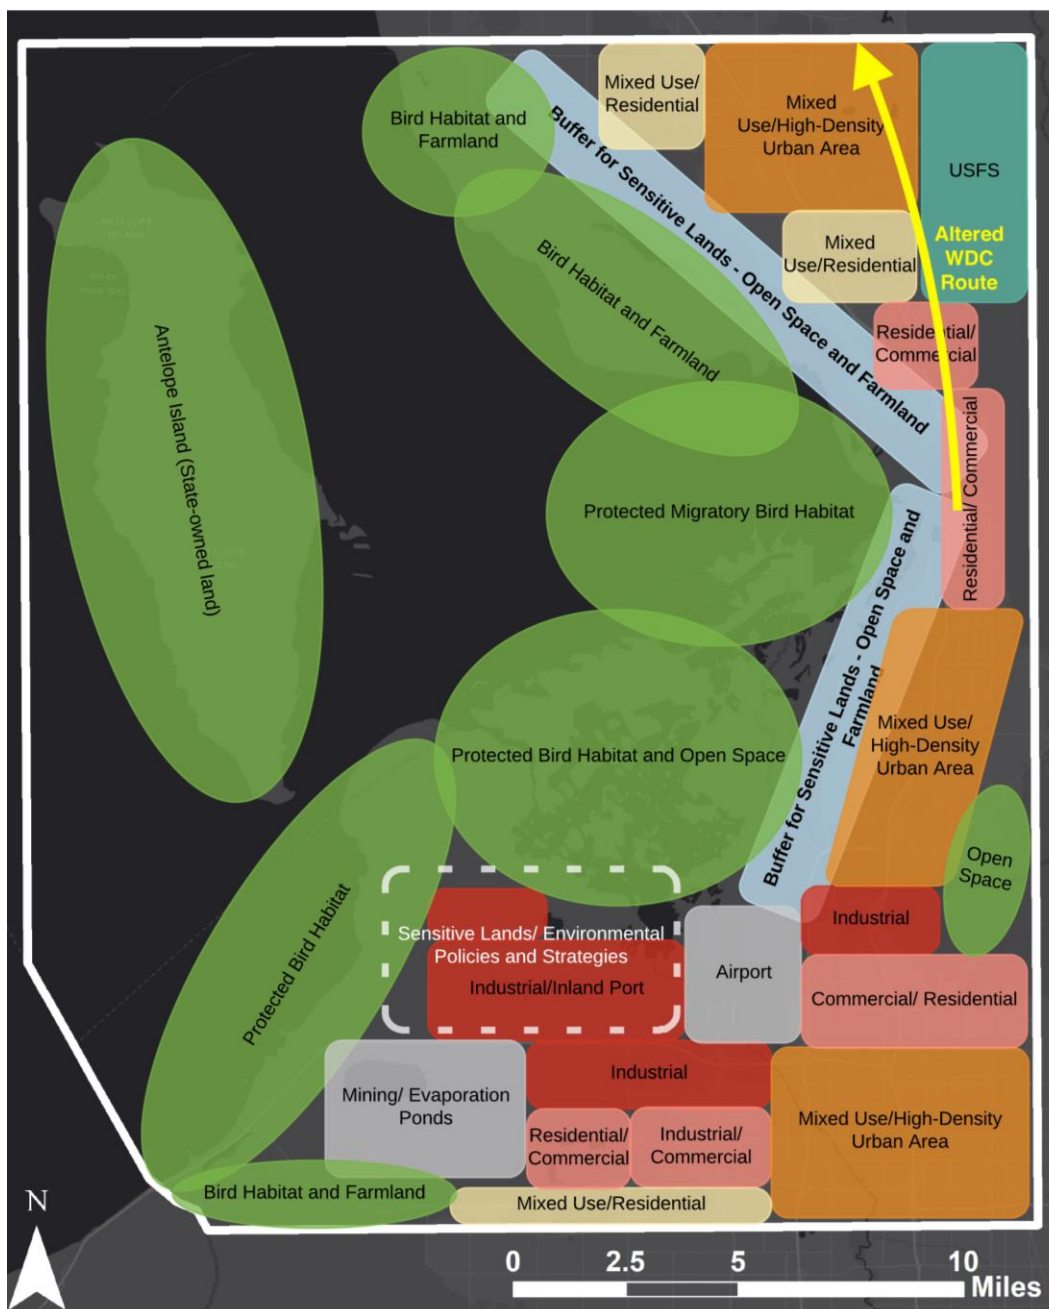 Bird Habitat and
Farmland
Mixed Use/
Residential
Mixed
Use/High-Density
Urban Area
USFS
Buffer for Sensitive Lands - Open Space and Farmland
Altered
WDC
Route
Mixed
Use/Residential
Bird Habitat and Farmland
Residential/
Commercial
ANTELOPE
ISLAND
Antelope Island (State-owned land)
Residential/ Commercial
Protected Migratory Bird Habitat
Buffer for Sensitive Lands - Open Space and
Farmland
Mixed Use/
High-Density
Urban Area
Protected Bird Habitat and Open Space
Open
Space
Protected Bird Habitat
Industrial
Sensitive Lands/ Environmental
Policies and Strategies
Industrial/Inland Port
Airport
Commercial/ Residential
Industrial
Mining/ Evaporation
Ponds
Residential/
Commercial
Industrial/
Commercial
Mixed Use/High-Density
Urban Area
Bird Habitat and Farmland
Mixed Use/Residential
N
0 2.5 5 10
Miles